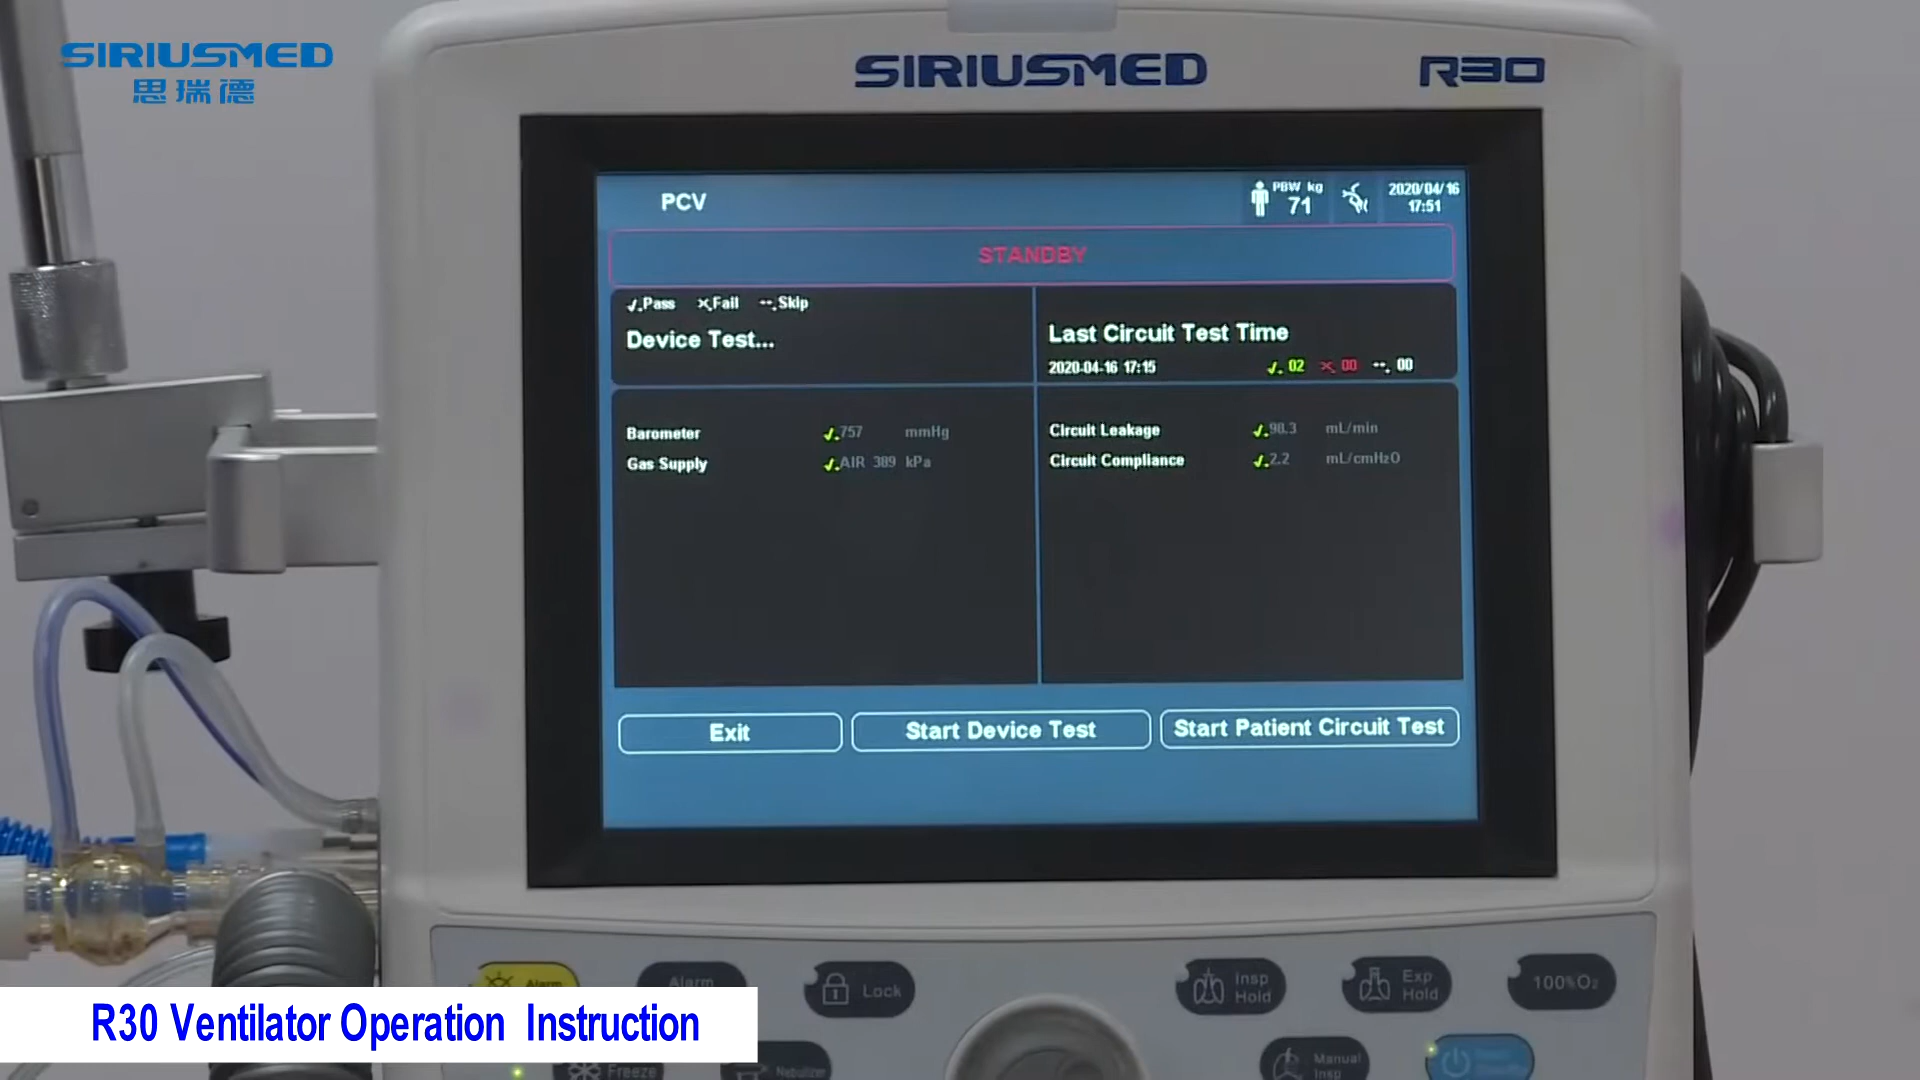 SIRIUSMED
思瑞德
SIRIUSMED
R30
PCV
PBW kg
71
2020/04/16
17:51
STANDBY
Pass Fail Skip
Device Test...
Last Circuit Test Time
2020-04-16 17:15 02 00 --. 00
Barometer 757 mmHg
Gas Supply AIR 389 kPa
Circuit Leakage 98.3 mL/min
Circuit Compliance 2.2 mL/cmH2O
Exit
Start Device Test
Start Patient Circuit Test
Alarm
Alarm
Lock
Insp Hold
Exp Hold
100%O2
R30 Ventilator Operation Instruction
Freeze
Nebulizer
Manual Insp